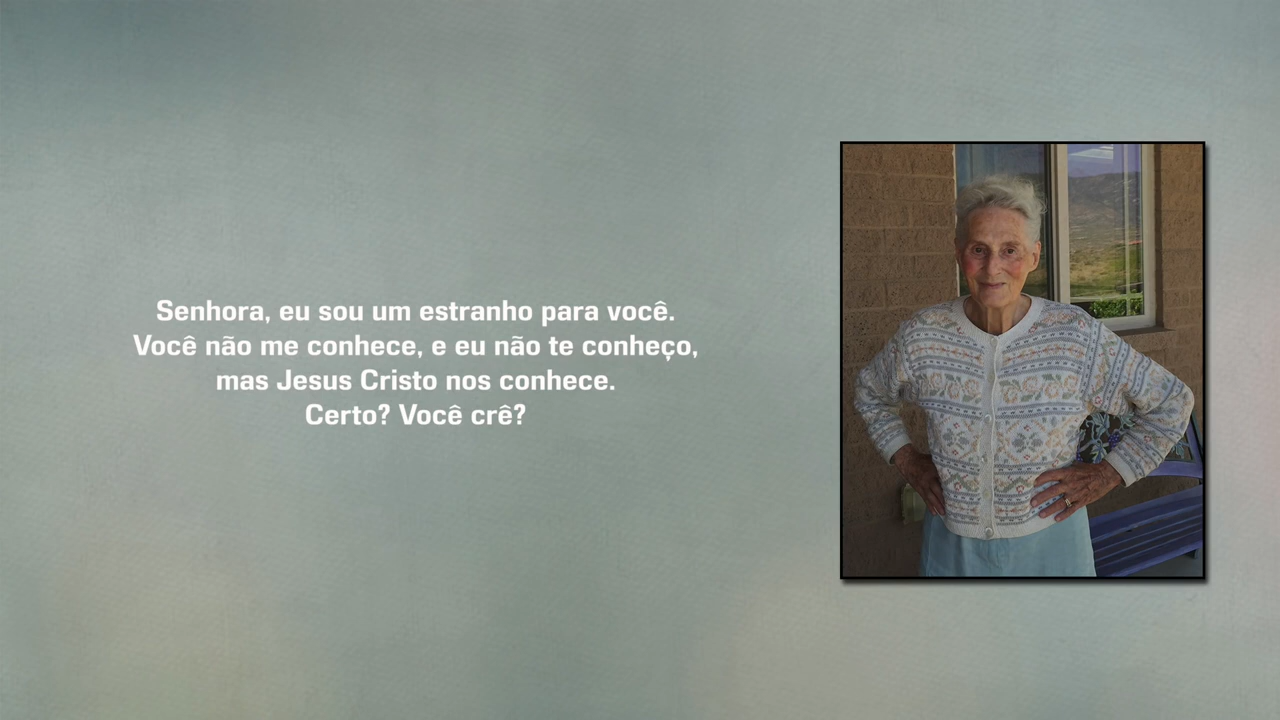 Senhora, eu sou um estranho para você.
Você não me conhece, e eu não te conheço,
mas Jesus Cristo nos conhece.
Certo? Você crê?